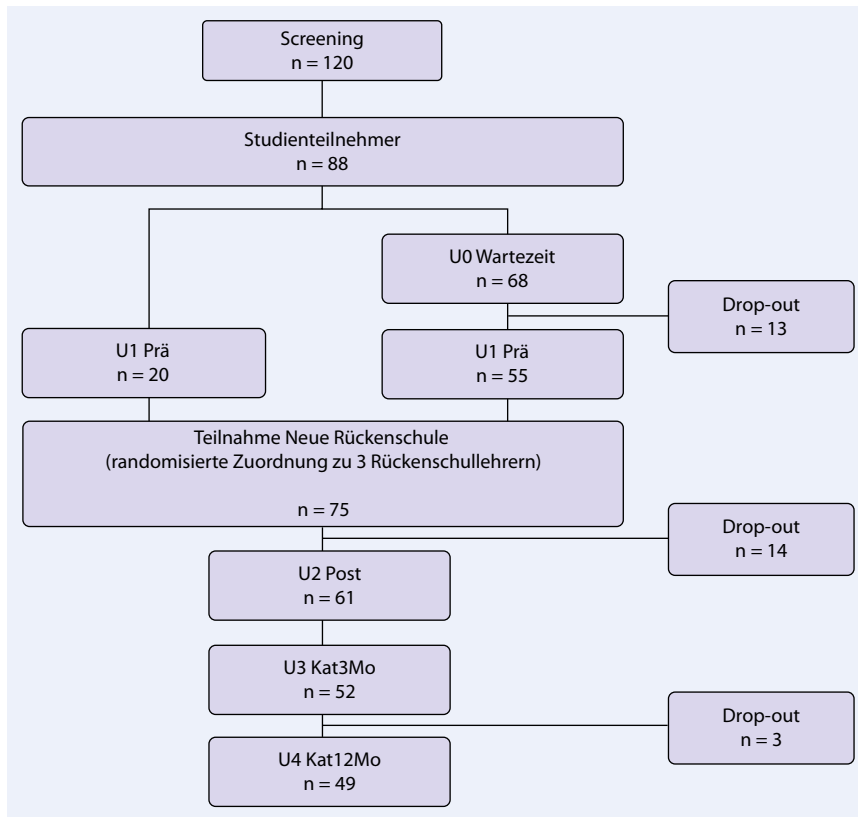 Screening
n = 120
Studienteilnehmer
n = 88
U0 Wartezeit
n = 68
Drop-out
n = 13
U1 Prä
n = 20
U1 Prä
n = 55
Teilnahme Neue Rückenschule
(randomisierte Zuordnung zu 3 Rückenschullehrern)
n = 75
Drop-out
n = 14
U2 Post
n = 61
U3 Kat3Mo
n = 52
Drop-out
n = 3
U4 Kat12Mo
n = 49